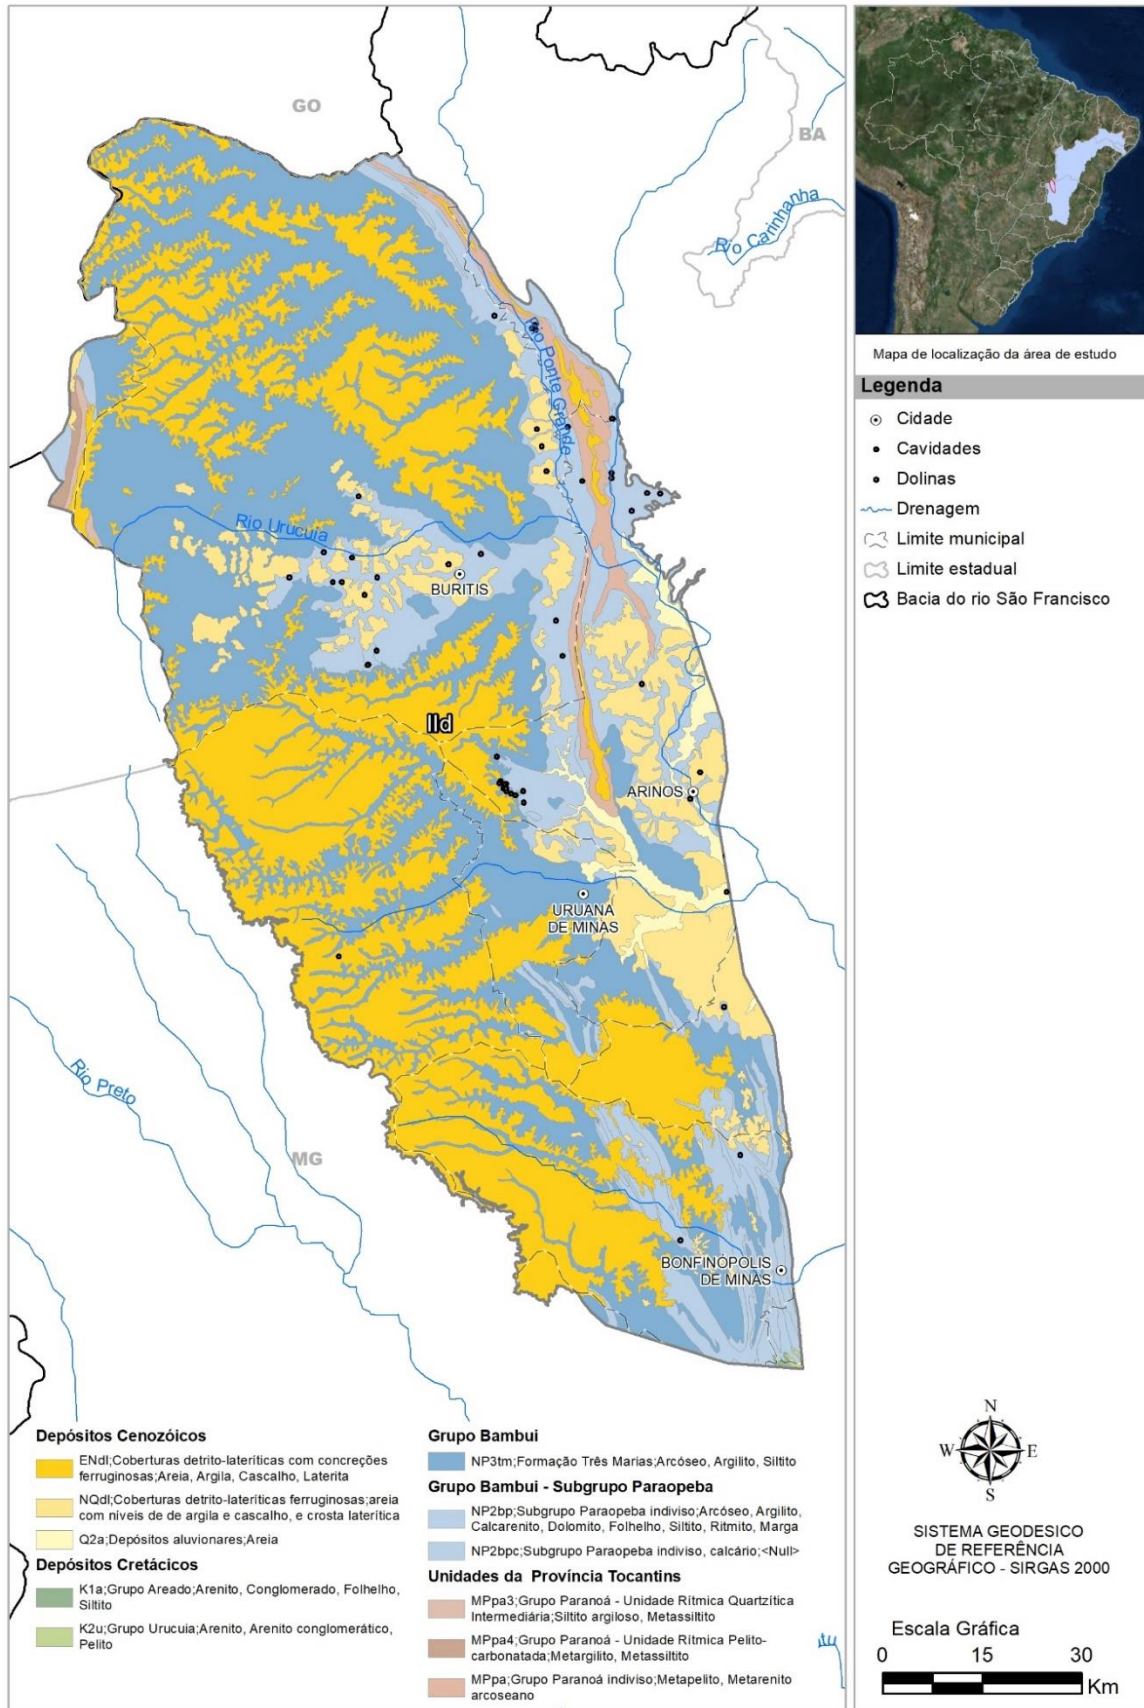 GO
BA
Rio Carinhanha
Rio Ponte Grande
Rio Urucuia
BURITIS
IId
ARINOS
URUANA
DE MINAS
Rio Preto
MG
BONFINÓPOLIS
DE MINAS
Depósitos Cenozóicos
ENdl;Coberturas detrito-lateríticas com concreções
ferruginosas;Areia, Argila, Cascalho, Laterita
NQdl;Coberturas detrito-lateríticas ferruginosas;areia
com níveis de de argila e cascalho, e crosta laterítica
Q2a;Depósitos aluvionares;Areia
Depósitos Cretácicos
K1a;Grupo Areado;Arenito, Conglomerado, Folhelho,
Siltito
K2u;Grupo Urucuia;Arenito, Arenito conglomerático,
Pelito
Grupo Bambui
NP3tm;Formação Três Marias;Arcóseo, Argilito, Siltito
Grupo Bambui - Subgrupo Paraopeba
NP2bp;Subgrupo Paraopeba indiviso;Arcóseo, Argilito,
Calcarenito, Dolomito, Folhelho, Siltito, Ritmito, Marga
NP2bpc;Subgrupo Paraopeba indiviso, calcário;<Null>
Unidades da Província Tocantins
MPpa3;Grupo Paranoá - Unidade Rítmica Quartzítica
Intermediária;Siltito argiloso, Metassiltito
MPpa4;Grupo Paranoá - Unidade Rítmica Pelito-
carbonatada;Metargilito, Metassiltito
MPpa;Grupo Paranoá indiviso;Metapelito, Metarenito
arcoseano
Mapa de localização da área de estudo
Legenda
Cidade
Cavidades
Dolinas
Drenagem
Limite municipal
Limite estadual
Bacia do rio São Francisco
N
W
E
S
SISTEMA GEODESICO
DE REFERÊNCIA
GEOGRÁFICO - SIRGAS 2000
Escala Gráfica
0 15 30
Km